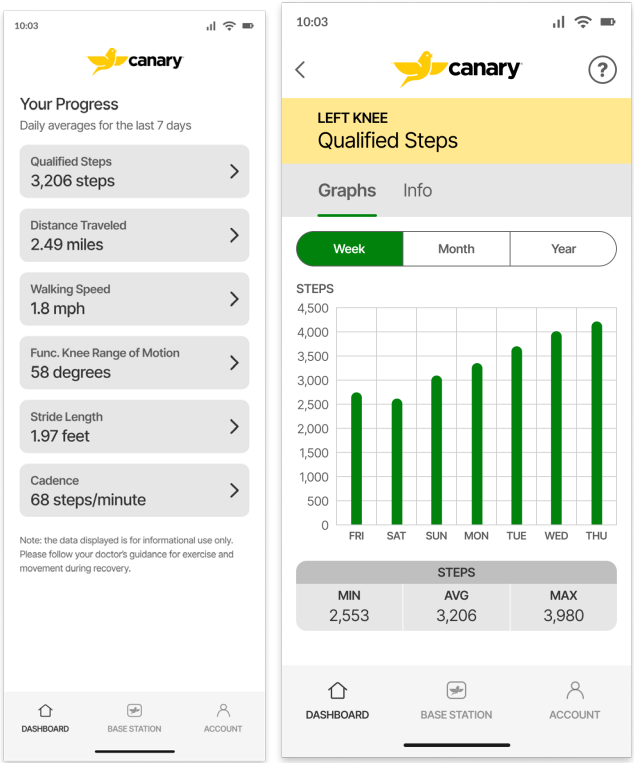 10:03
canary
Your Progress
Daily averages for the last 7 days
Qualified Steps
3,206 steps
Distance Traveled
2.49 miles
Walking Speed
1.8 mph
Func. Knee Range of Motion
58 degrees
Stride Length
1.97 feet
Cadence
68 steps/minute
Note: the data displayed is for informational use only.
Please follow your doctor's guidance for exercise and
movement during recovery.
DASHBOARD
BASE STATION
ACCOUNT
10:03
canary
?
LEFT KNEE
Qualified Steps
Graphs Info
Week Month Year
STEPS
4,500
4,000
3,500
3,000
2,500
2,000
1,500
1,000
500
0
FRI SAT SUN MON TUE WED THU
STEPS
MIN AVG MAX
2,553 3,206 3,980
DASHBOARD
BASE STATION
ACCOUNT